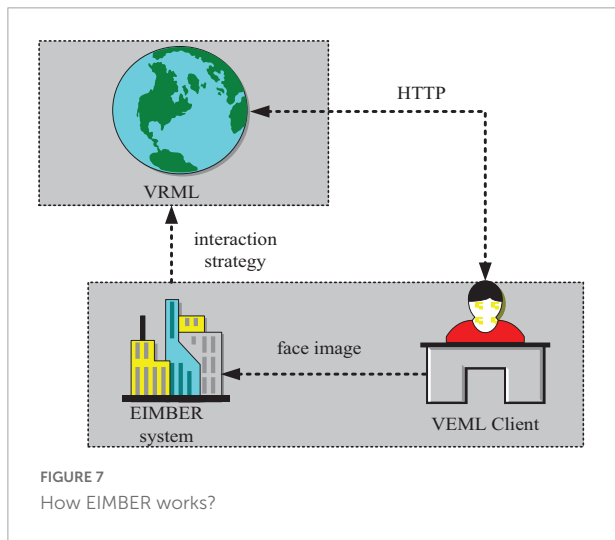 HTTP
VRML
interaction
strategy
face image
EIMBER
system
VEML Client
FIGURE 7
How EIMBER works?